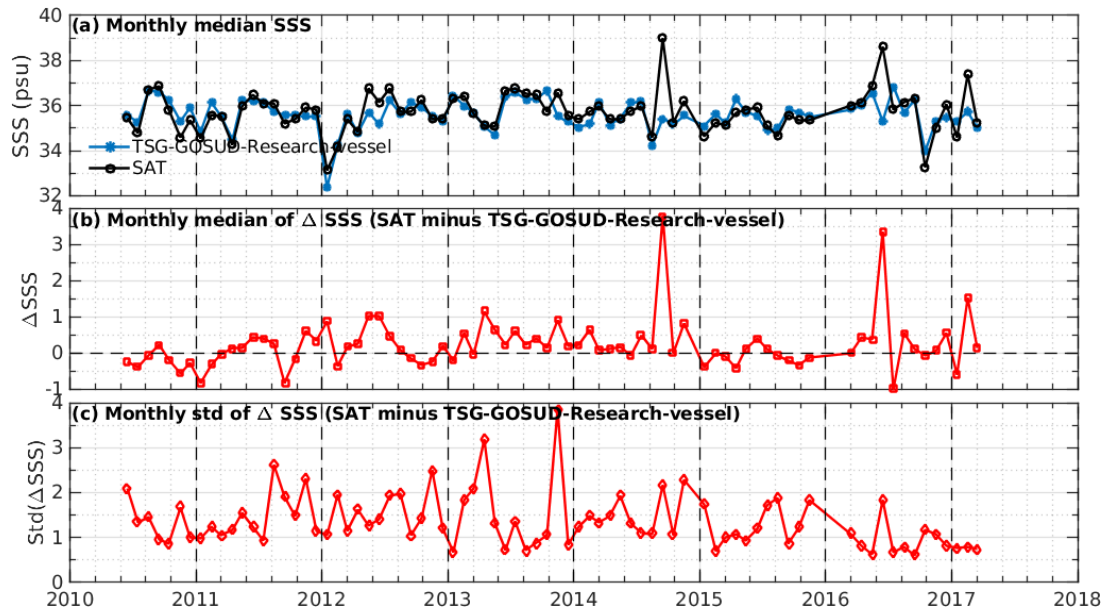 (a) Monthly median SSS
40
38
36
34
32
SSS (psu)
TSG-GOSUD-Research-vessel
SAT
(b) Monthly median of Δ SSS (SAT minus TSG-GOSUD-Research-vessel)
4
3
2
1
0
-1
Δ SSS
(c) Monthly std of Δ SSS (SAT minus TSG-GOSUD-Research-vessel)
4
3
2
1
0
Std(ΔSSS)
2010 2011 2012 2013 2014 2015 2016 2017 2018